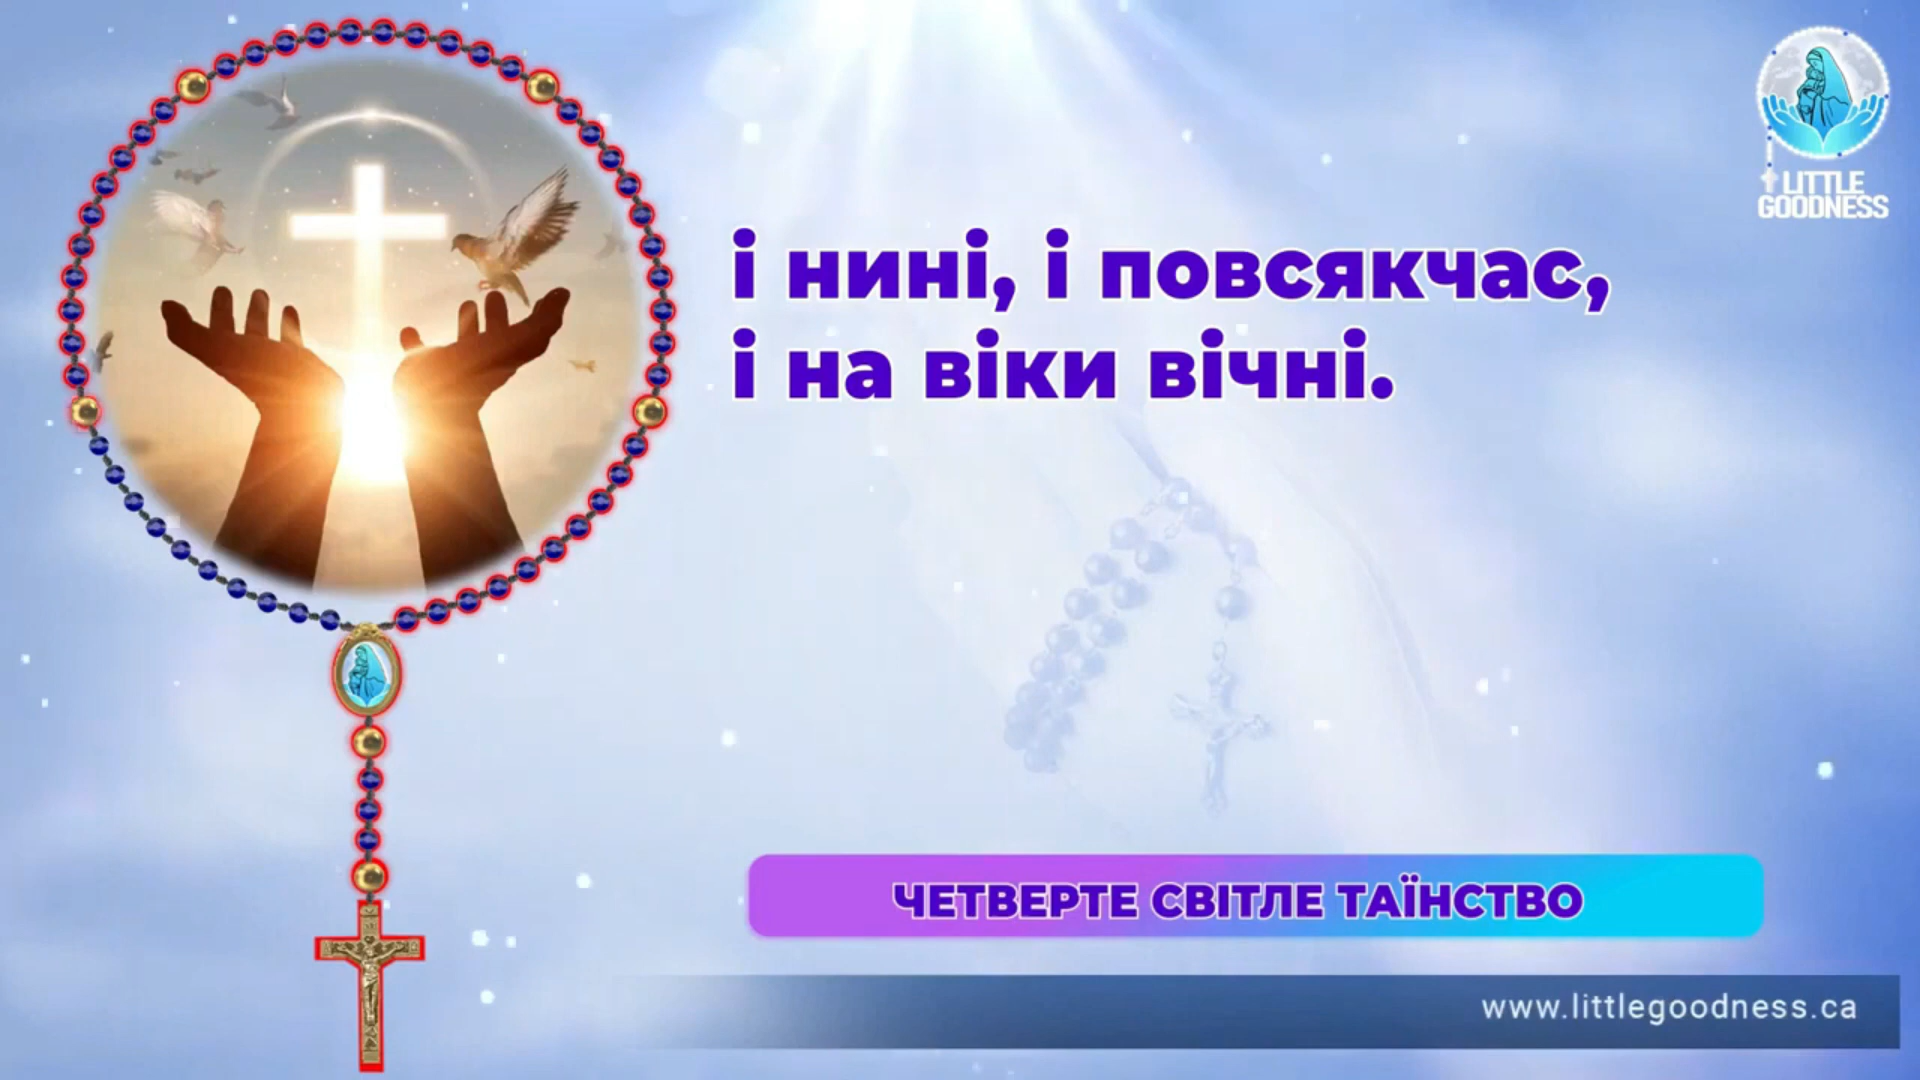 LITTLE
GOODNESS
і нині, і повсякчас,
і на віки вічні.
ЧЕТВЕРТЕ СВІТЛЕ ТАЇНСТВО
www.littlegoodness.ca